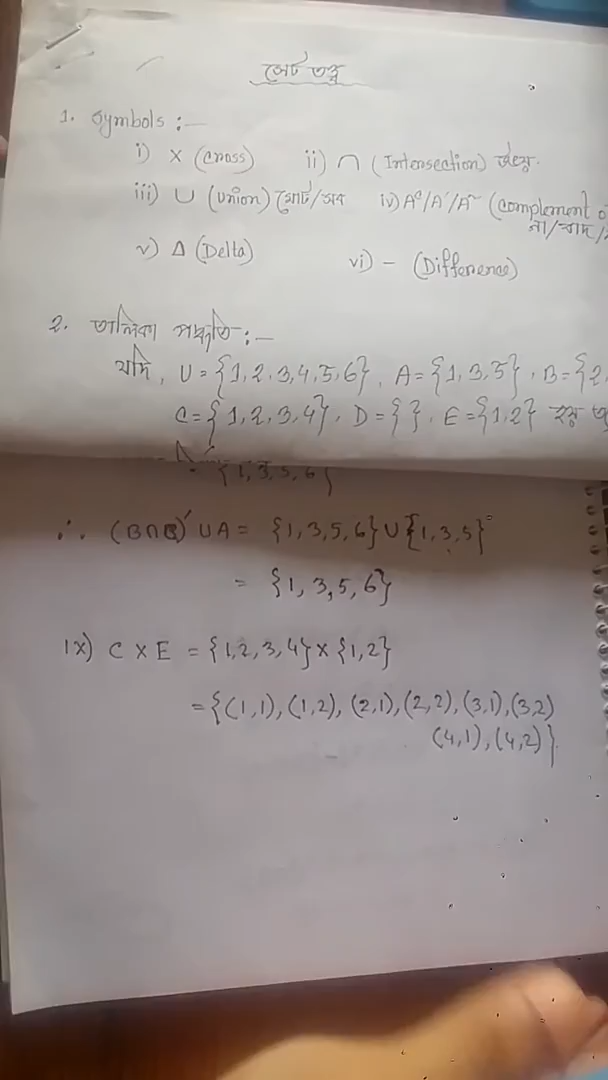 সেট তত্ত্ব
1. Symbols :—
i) × (Cross) ii) ∩ (Intersection) ছেদ.
iii) ∪ (Union) মোট/সব iv) Aᶜ/A′/A~ (complement
না/বাদ/
v) Δ (Delta) vi) - (Difference)
2. তালিকা পদ্ধতি :—
যদি, U = {1, 2, 3, 4, 5, 6}, A = {1, 3, 5}, B = {2,
C = {1, 2, 3, 4}, D = { }, E = {1, 2} হয়
{1, 3, 5, 6}
∴ (B∩ )′ ∪ A = {1, 3, 5, 6} ∪ {1, 3, 5}
= {1, 3, 5, 6}
ix) C × E = {1, 2, 3, 4} × {1, 2}
= {(1, 1), (1, 2), (2, 1), (2, 2), (3, 1), (3, 2)
(4, 1), (4, 2)}